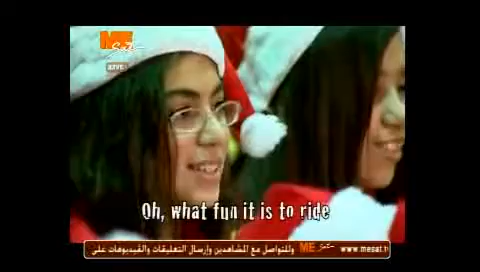 ME
Sat
Oh, what fun it is to ride
وللتواصل مع المشاهدين وإرسال التعليقات والفيديوهات على ME Sat www.mesat.tv